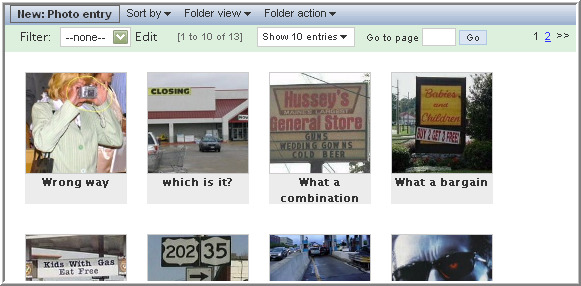 New: Photo entry Sort by Folder view Folder action
Filter: --none-- Edit [1 to 10 of 13] Show 10 entries Go to page Go 1 2 >>
CLOSING
Hussey's
General Store
GUNS
WEDDING GOWNS
COLD BEER
Babies
and
Children
BUY 2 GET 1 FREE!
Wrong way which is it? What a combination What a bargain
Kids With Gas
Eat Free
202 35